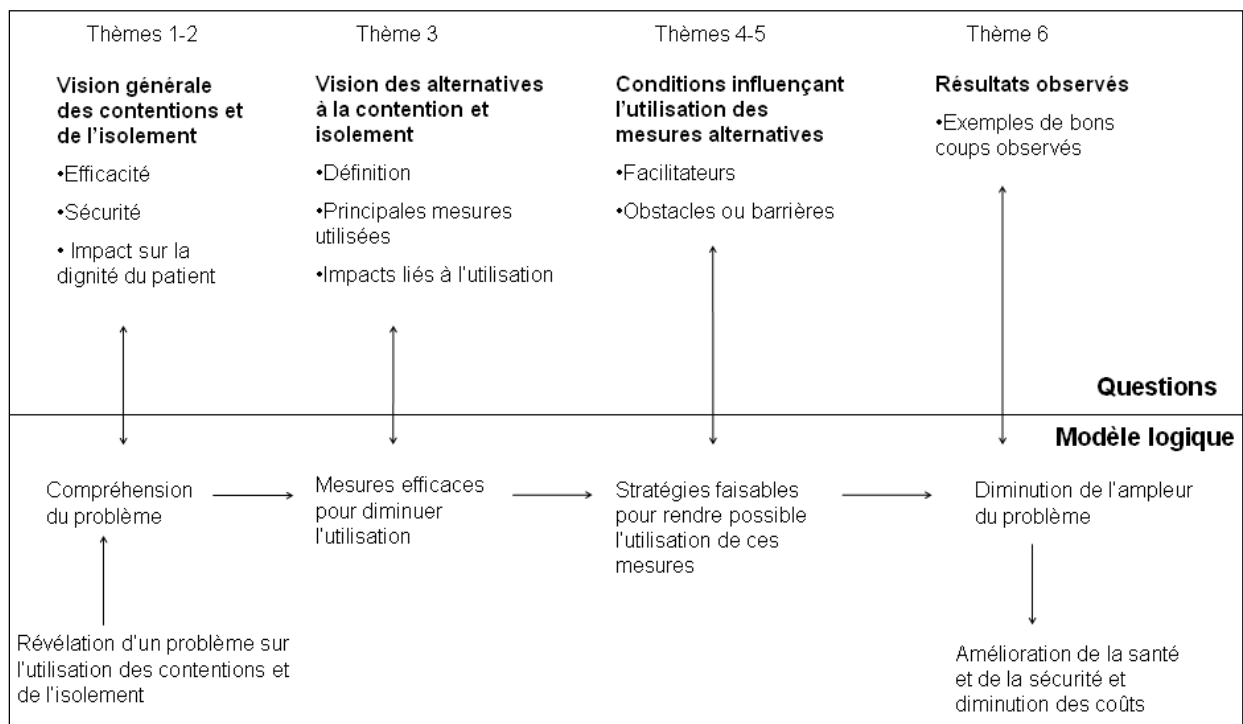 Thèmes 1-2
Vision générale
des contentions et
de l'isolement
•Efficacité
•Sécurité
• Impact sur la
dignité du patient
Thème 3
Vision des alternatives
à la contention et
isolement
•Définition
•Principales mesures
utilisées
•Impacts liés à l'utilisation
Thèmes 4-5
Conditions influençant
l'utilisation des
mesures alternatives
•Facilitateurs
•Obstacles ou barrières
Thème 6
Résultats observés
•Exemples de bons
coups observés
Questions
Modèle logique
Compréhension
du problème
Mesures efficaces
pour diminuer
l'utilisation
Stratégies faisables
pour rendre possible
l'utilisation de ces
mesures
Diminution de l'ampleur
du problème
Révélation d'un problème sur
l'utilisation des contentions et
de l'isolement
Amélioration de la santé
et de la sécurité et
diminution des coûts